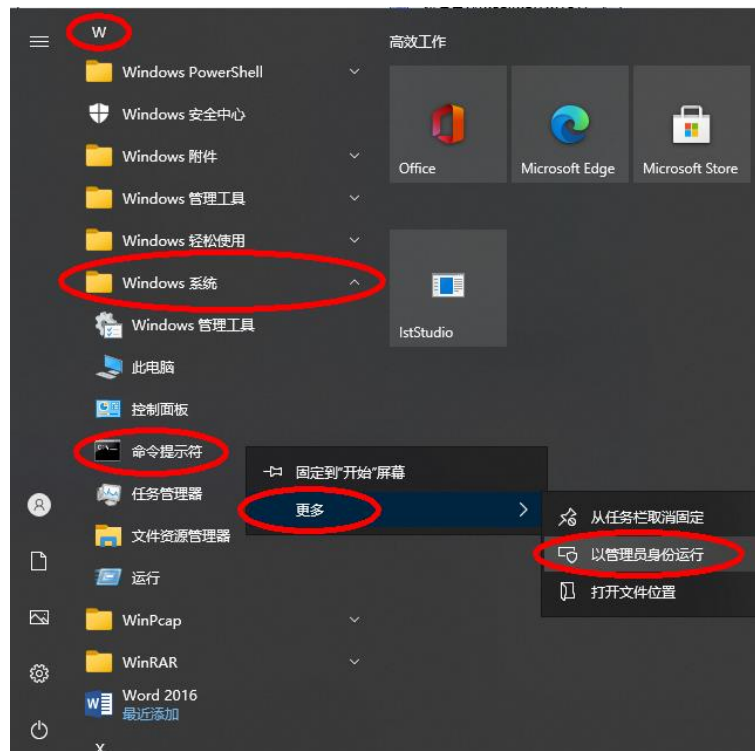 W
Windows PowerShell
Windows 安全中心
Windows 附件
Windows 管理工具
Windows 轻松使用
Windows 系统
Windows 管理工具
此电脑
控制面板
命令提示符
任务管理器
文件资源管理器
运行
WinPcap
WinRAR
Word 2016
最近添加
X
高效工作
Office
Microsoft Edge
Microsoft Store
IstStudio
固定到"开始"屏幕
更多
从任务栏取消固定
以管理员身份运行
打开文件位置